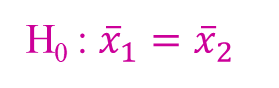 H₀ : x̄₁ = x̄₂